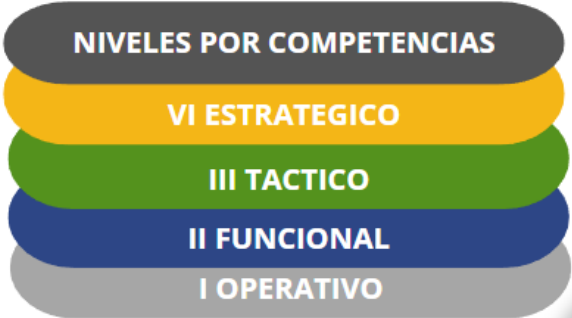 NIVELES POR COMPETENCIAS
VI ESTRATEGICO
III TACTICO
II FUNCIONAL
I OPERATIVO